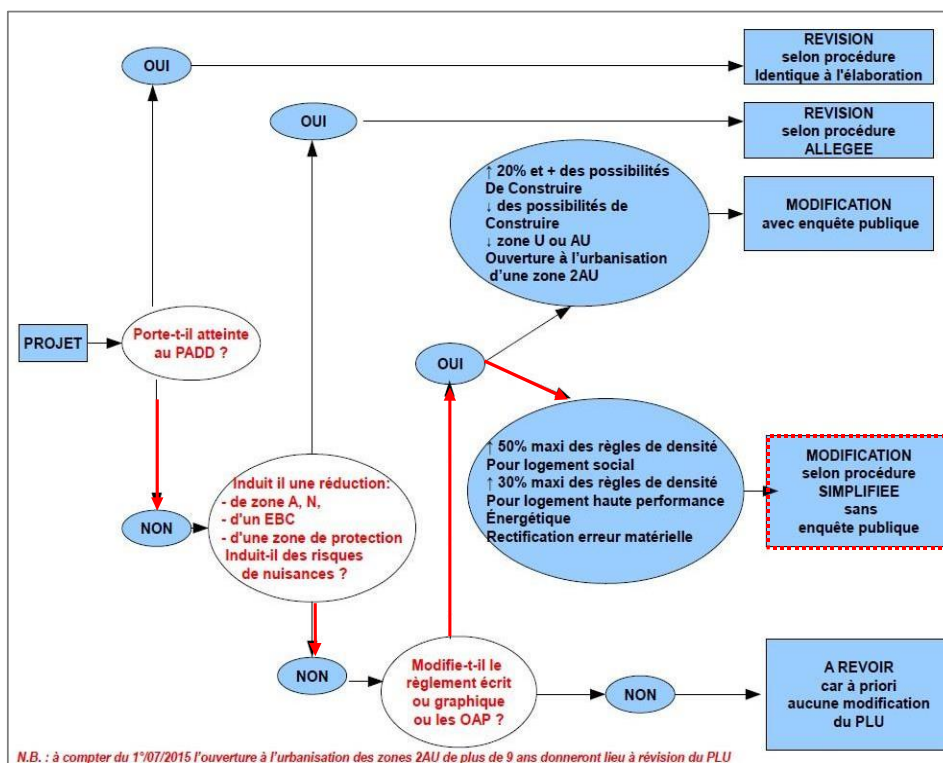 OUI
REVISION
selon procédure
Identique à l'élaboration
OUI
REVISION
selon procédure
ALLEGEE
↑ 20% et + des possibilités
De Construire
↓ des possibilités de
Construire
↓ zone U ou AU
Ouverture à l'urbanisation
d'une zone 2AU
MODIFICATION
avec enquête publique
PROJET
Porte-t-il atteinte
au PADD ?
OUI
↑ 50% maxi des règles de densité
Pour logement social
↑ 30% maxi des règles de densité
Pour logement haute performance
Énergétique
Rectification erreur matérielle
MODIFICATION
selon procédure
SIMPLIFIEE
sans
enquête publique
NON
Induit il une réduction:
- de zone A, N,
- d'un EBC
- d'une zone de protection
Induit-il des risques
de nuisances ?
NON
Modifie-t-il le
règlement écrit
ou graphique
ou les OAP ?
NON
A REVOIR
car à priori
aucune modification
du PLU
N.B. : à compter du 1°/07/2015 l'ouverture à l'urbanisation des zones 2AU de plus de 9 ans donneront lieu à révision du PLU